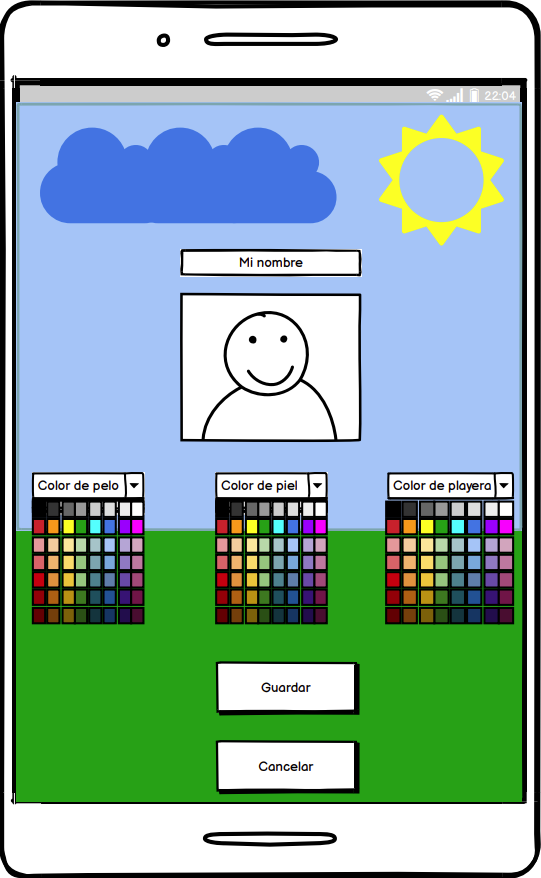 22:04
Mi nombre
Color de pelo
Color de piel
Color de playera
Guardar
Cancelar